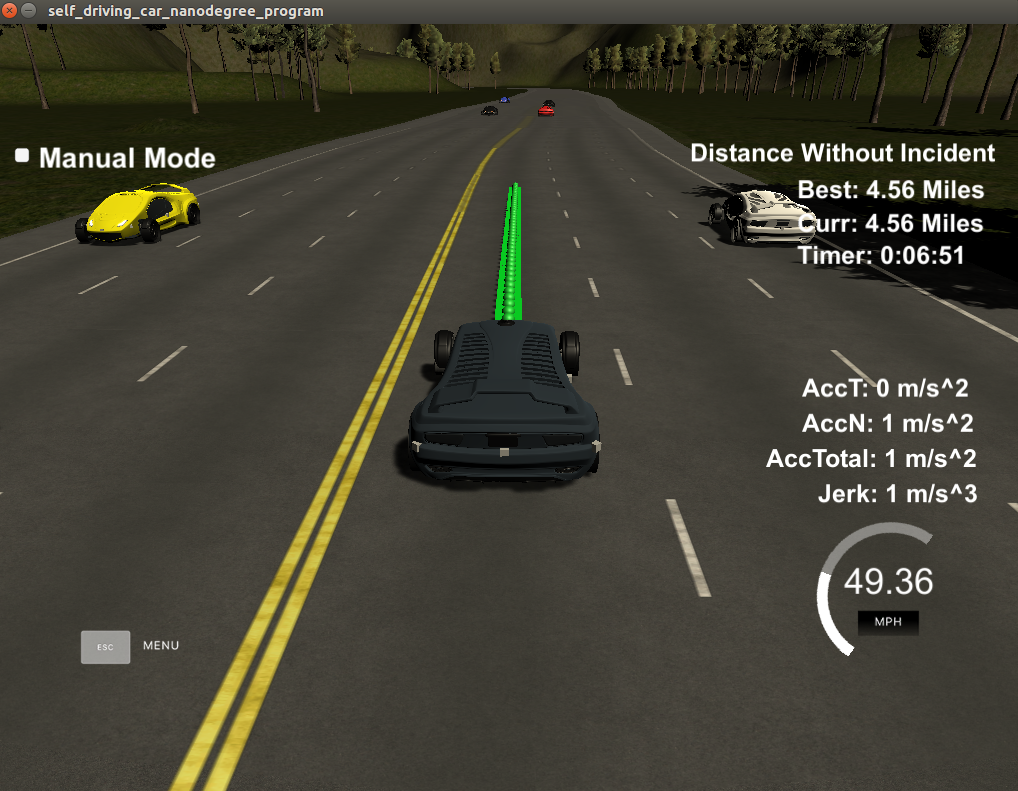 self_driving_car_nanodegree_program
Manual Mode
Distance Without Incident
Best: 4.56 Miles
Curr: 4.56 Miles
Timer: 0:06:51
AccT: 0 m/s^2
AccN: 1 m/s^2
AccTotal: 1 m/s^2
Jerk: 1 m/s^3
49.36
MPH
ESC
MENU